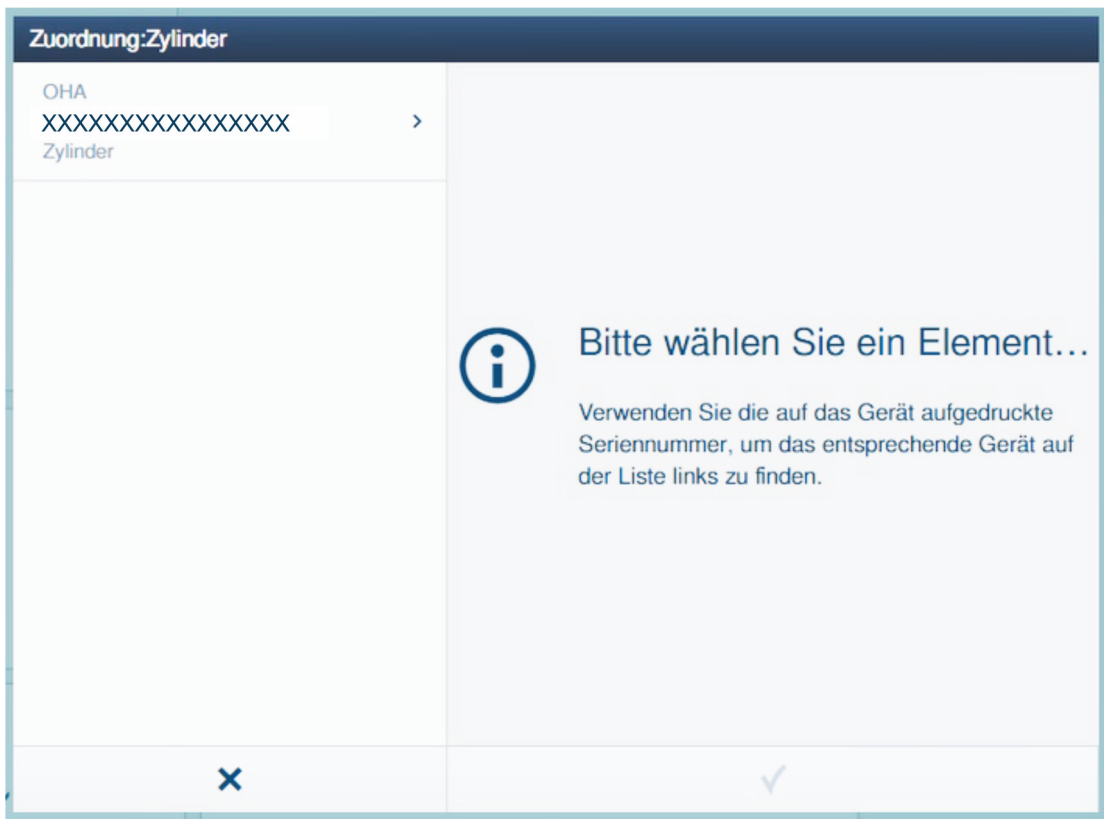 Zuordnung:Zylinder
OHA
XXXXXXXXXXXXXXXX
Zylinder
Bitte wählen Sie ein Element...
Verwenden Sie die auf das Gerät aufgedruckte
Seriennummer, um das entsprechende Gerät auf
der Liste links zu finden.